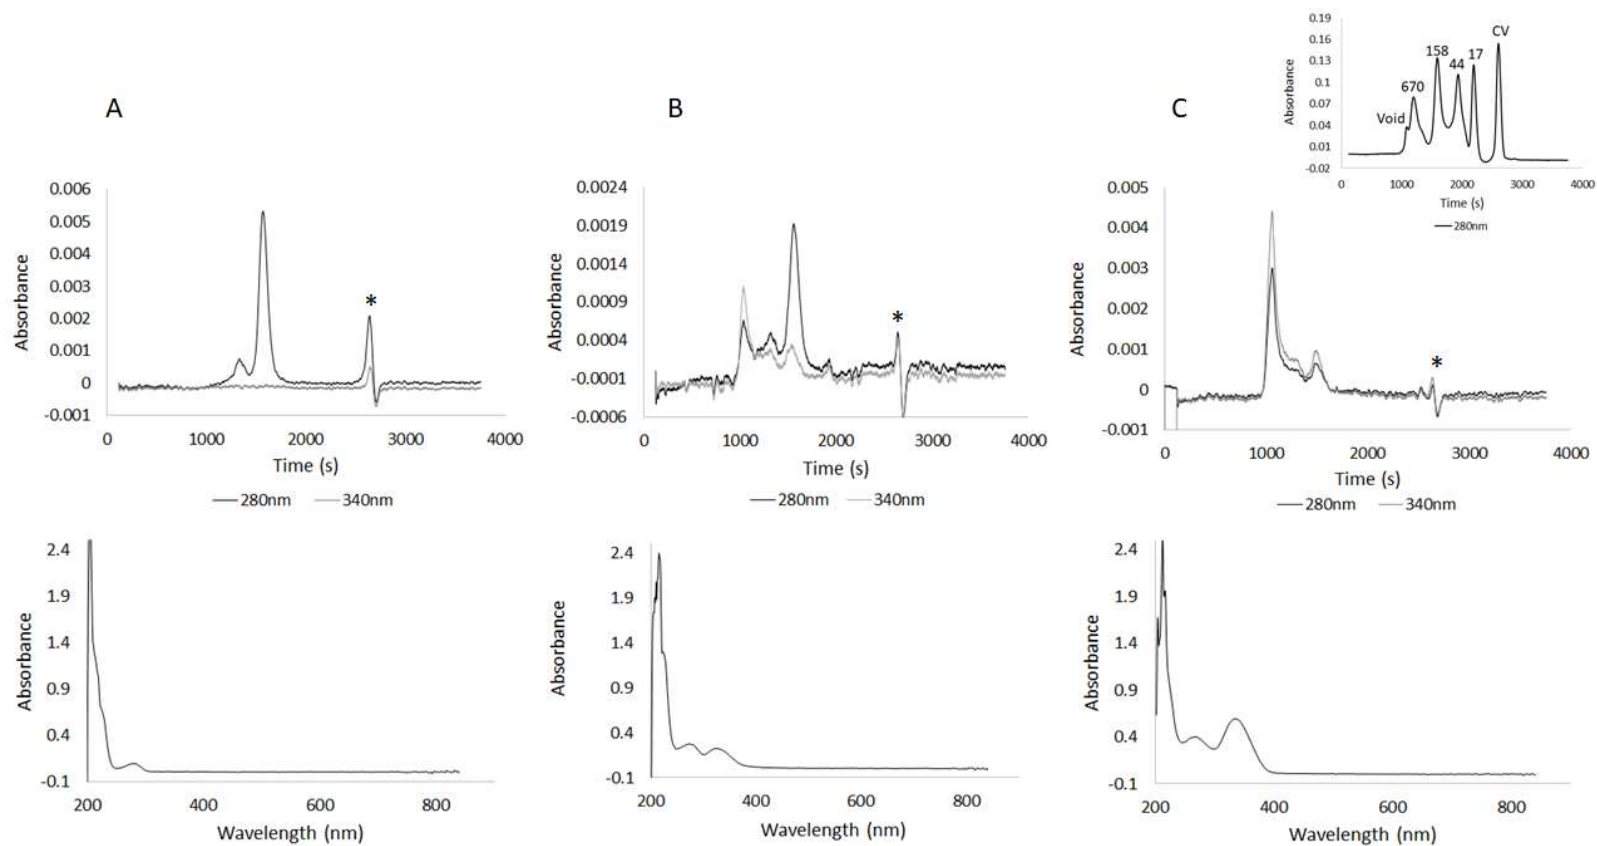 A
B
C
0.19
0.16
0.13
0.1
0.07
0.04
0.01
-0.02
Absorbance
Void
670
158
44
17
CV
0 1000 2000 3000 4000
Time (s)
280nm
0.006
0.005
0.004
0.003
0.002
0.001
0
-0.001
Absorbance
*
0 1000 2000 3000 4000
Time (s)
280nm 340nm
0.0024
0.0019
0.0014
0.0009
0.0004
-0.0001
-0.0006
Absorbance
*
0 1000 2000 3000 4000
Time (s)
280nm 340nm
0.005
0.004
0.003
0.002
0.001
0
-0.001
Absorbance
*
0 1000 2000 3000 4000
Time (s)
280nm 340nm
2.4
1.9
1.4
0.9
0.4
-0.1
Absorbance
200 400 600 800
Wavelength (nm)
2.4
1.9
1.4
0.9
0.4
-0.1
Absorbance
200 400 600 800
Wavelength (nm)
2.4
1.9
1.4
0.9
0.4
-0.1
Absorbance
200 400 600 800
Wavelength (nm)